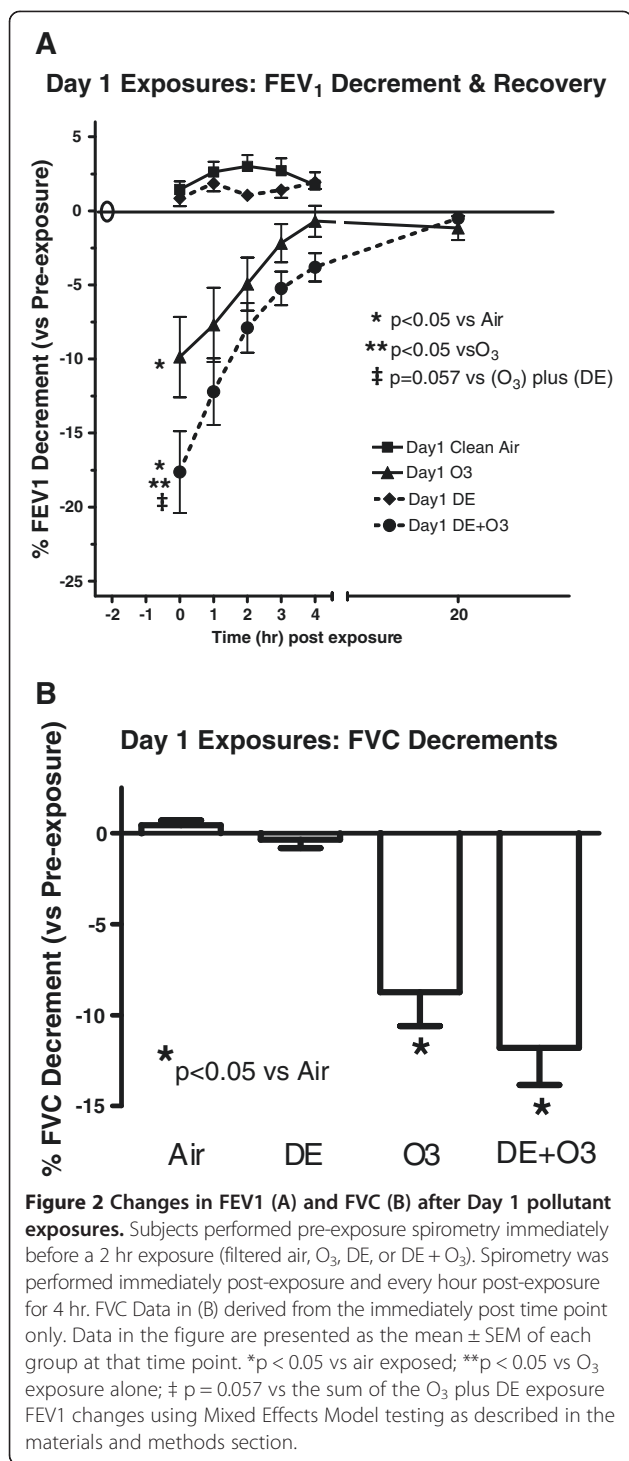 A
Day 1 Exposures: FEV1 Decrement & Recovery
% FEV1 Decrement (vs Pre-exposure)
5
0
-5
-10
-15
-20
-25
*
*
**
‡
* p<0.05 vs Air
** p<0.05 vsO3
‡ p=0.057 vs (O3) plus (DE)
Day1 Clean Air
Day1 O3
Day1 DE
Day1 DE+O3
-2 -1 0 1 2 3 4 20
Time (hr) post exposure
B
Day 1 Exposures: FVC Decrements
% FVC Decrement (vs Pre-exposure)
0
-5
-10
-15
* p<0.05 vs Air
*
*
Air DE O3 DE+O3
Figure 2 Changes in FEV1 (A) and FVC (B) after Day 1 pollutant
exposures. Subjects performed pre-exposure spirometry immediately
before a 2 hr exposure (filtered air, O3, DE, or DE + O3). Spirometry was
performed immediately post-exposure and every hour post-exposure
for 4 hr. FVC Data in (B) derived from the immediately post time point
only. Data in the figure are presented as the mean ± SEM of each
group at that time point. *p < 0.05 vs air exposed; **p < 0.05 vs O3
exposure alone; ‡ p = 0.057 vs the sum of the O3 plus DE exposure
FEV1 changes using Mixed Effects Model testing as described in the
materials and methods section.